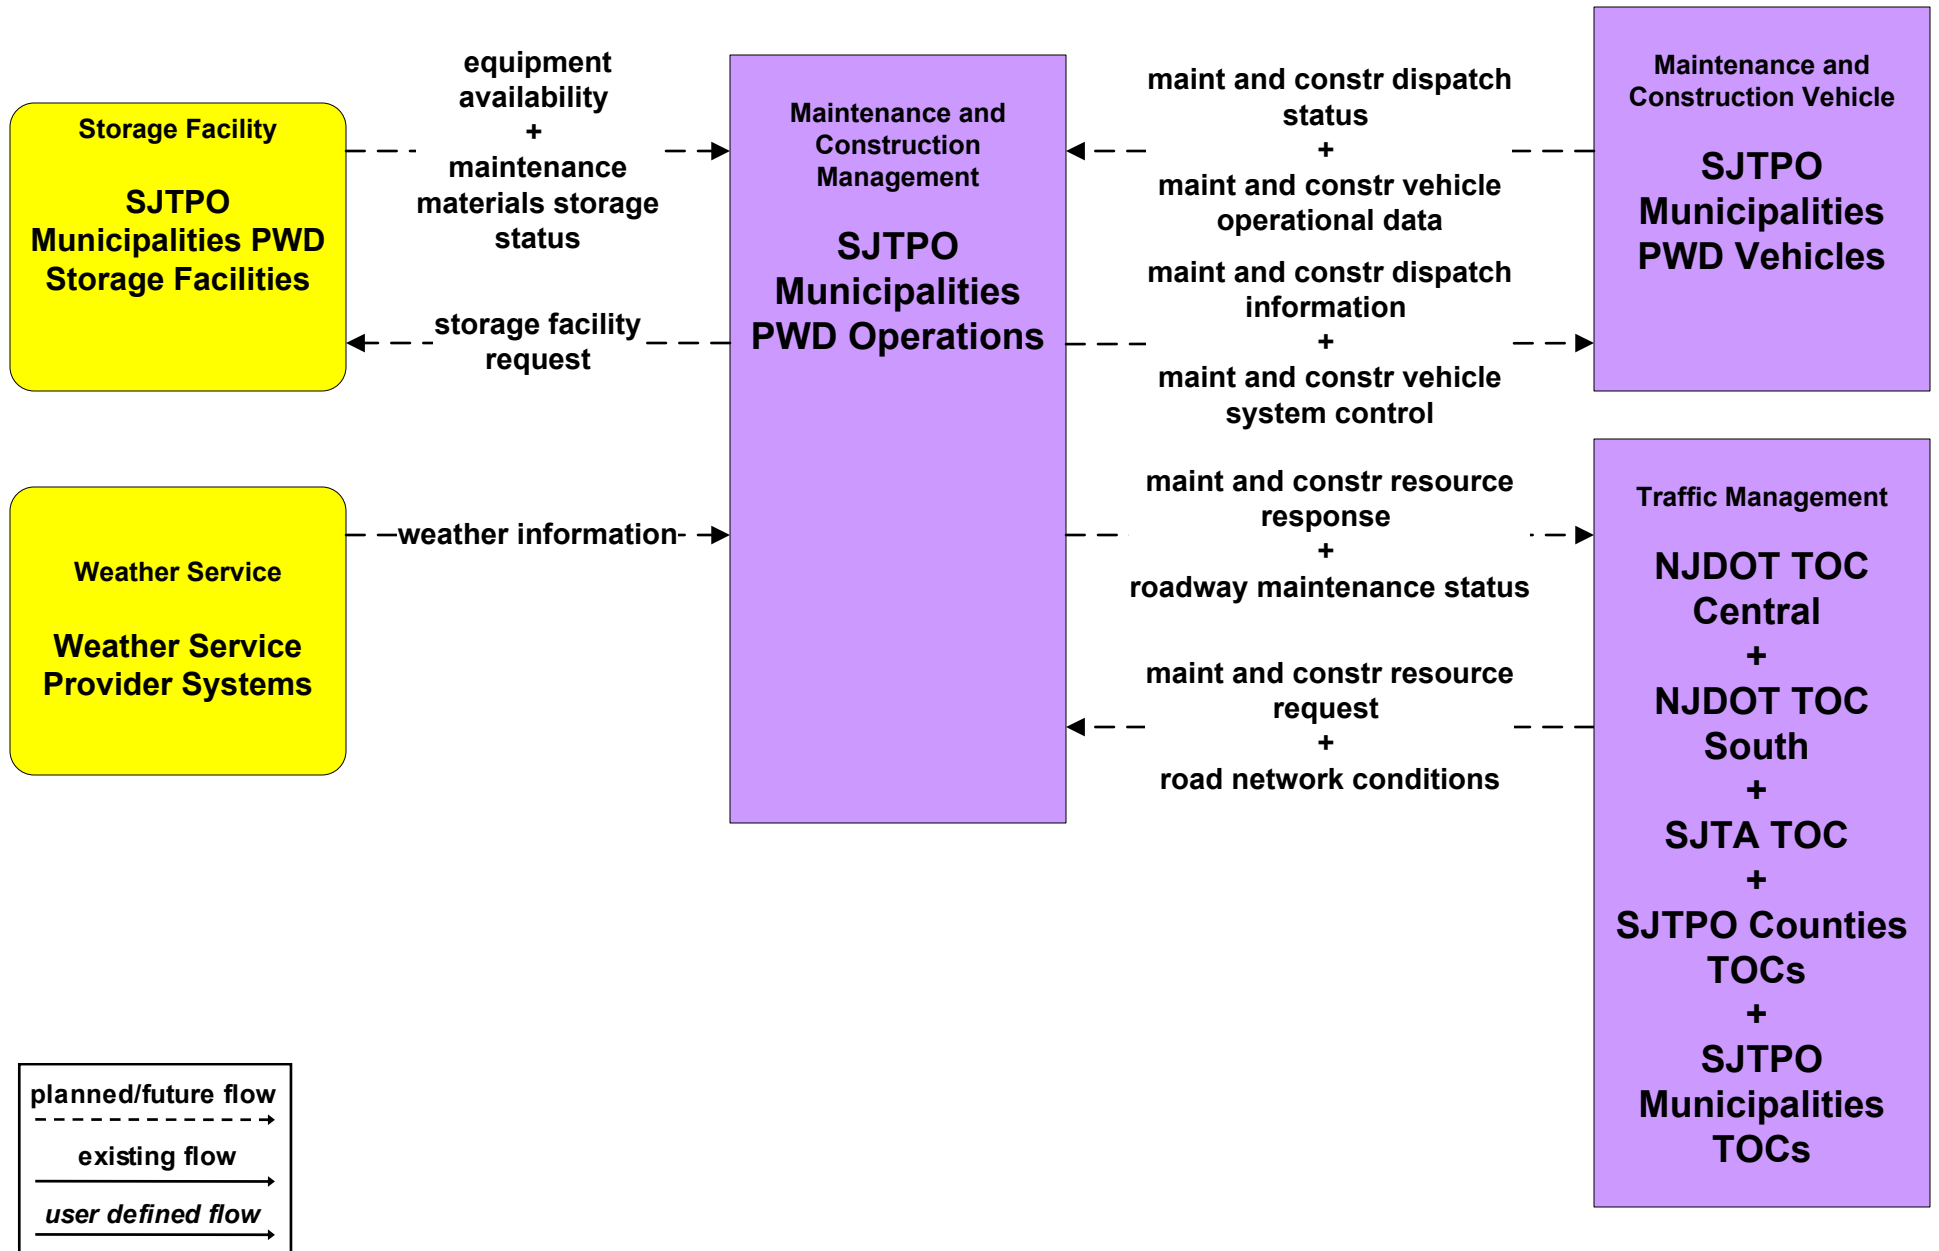 Storage Facility
SJTPO
Municipalities PWD
Storage Facilities
equipment
availability
+
maintenance
materials storage
status
storage facility
request
Weather Service
Weather Service
Provider Systems
weather information
Maintenance and
Construction
Management
SJTPO
Municipalities
PWD Operations
maint and constr dispatch
status
+
maint and constr vehicle
operational data
maint and constr dispatch
information
+
maint and constr vehicle
system control
maint and constr resource
response
+
roadway maintenance status
maint and constr resource
request
+
road network conditions
Maintenance and
Construction Vehicle
SJTPO
Municipalities
PWD Vehicles
Traffic Management
NJDOT TOC
Central
+
NJDOT TOC
South
+
SJTA TOC
+
SJTPO Counties
TOCs
+
SJTPO
Municipalities
TOCs
planned/future flow
existing flow
user defined flow